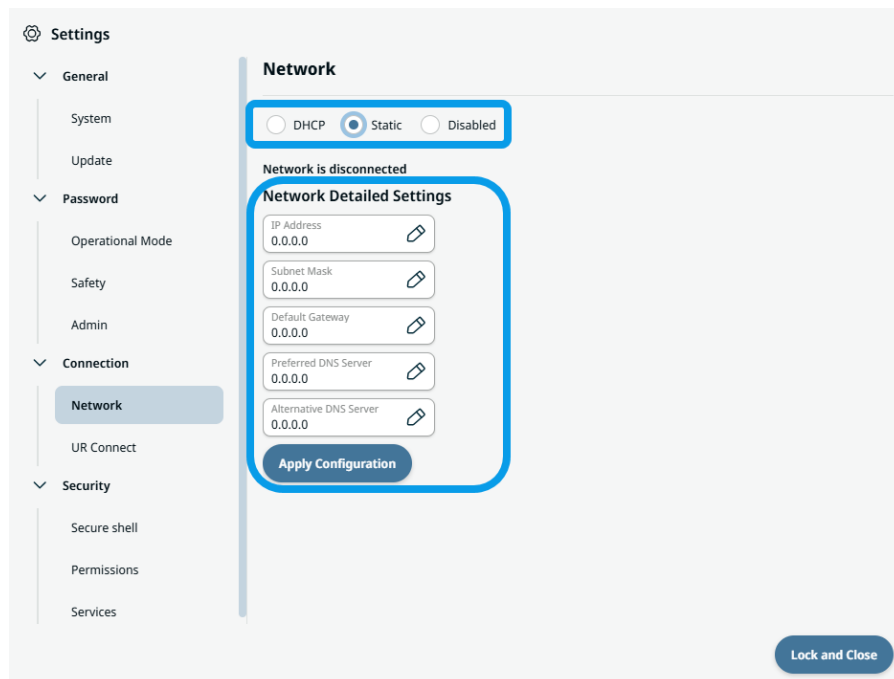 Settings
General
System
Update
Password
Operational Mode
Safety
Admin
Connection
Network
UR Connect
Security
Secure shell
Permissions
Services
Network
DHCP Static Disabled
Network is disconnected
Network Detailed Settings
IP Address
0.0.0.0
Subnet Mask
0.0.0.0
Default Gateway
0.0.0.0
Preferred DNS Server
0.0.0.0
Alternative DNS Server
0.0.0.0
Apply Configuration
Lock and Close